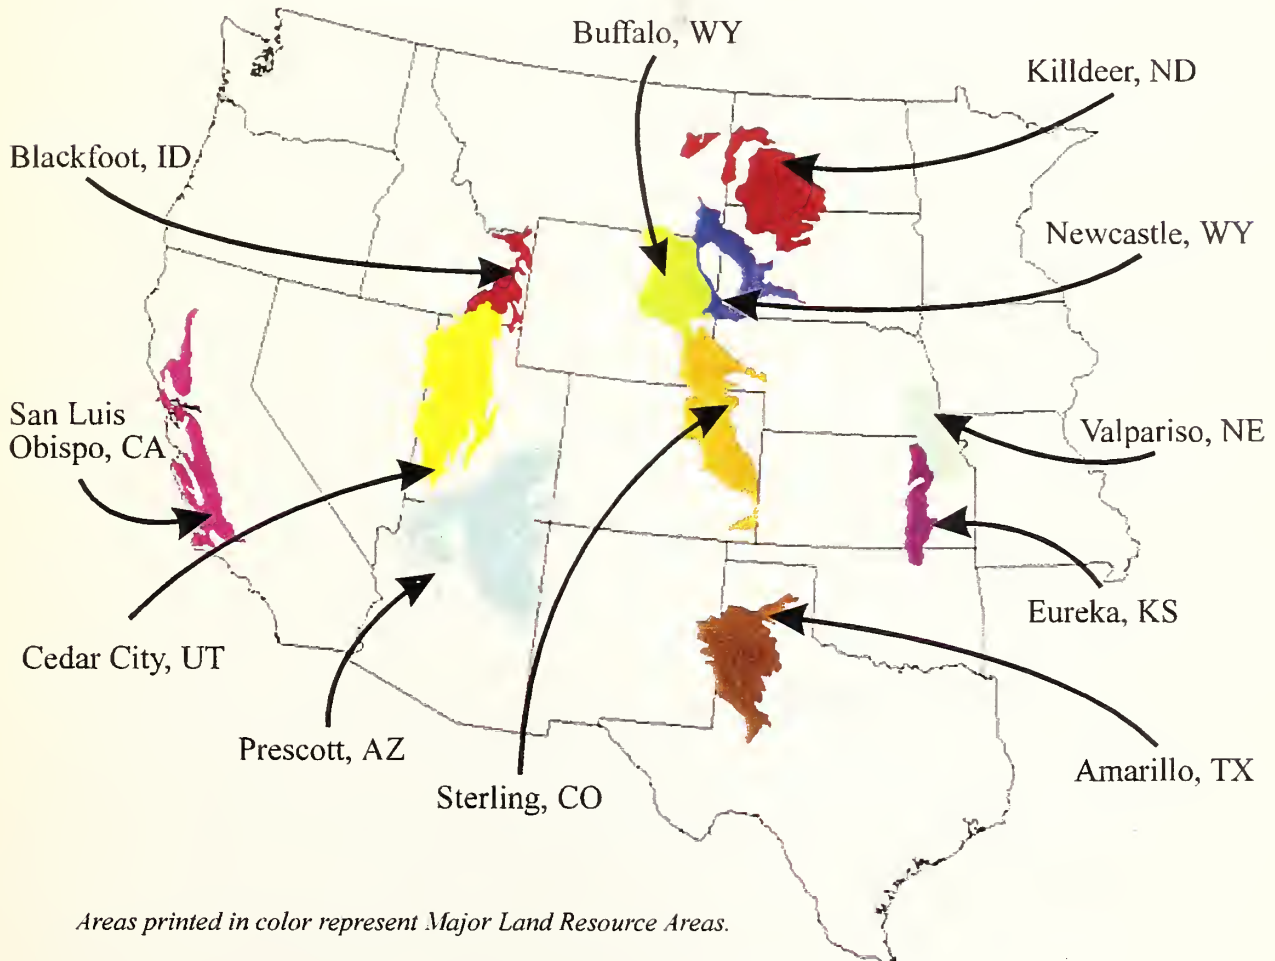 Buffalo, WY
Killdeer, ND
Blackfoot, ID
Newcastle, WY
San Luis
Obispo, CA
Valpariso, NE
Eureka, KS
Cedar City, UT
Prescott, AZ
Sterling, CO
Amarillo, TX
Areas printed in color represent Major Land Resource Areas.